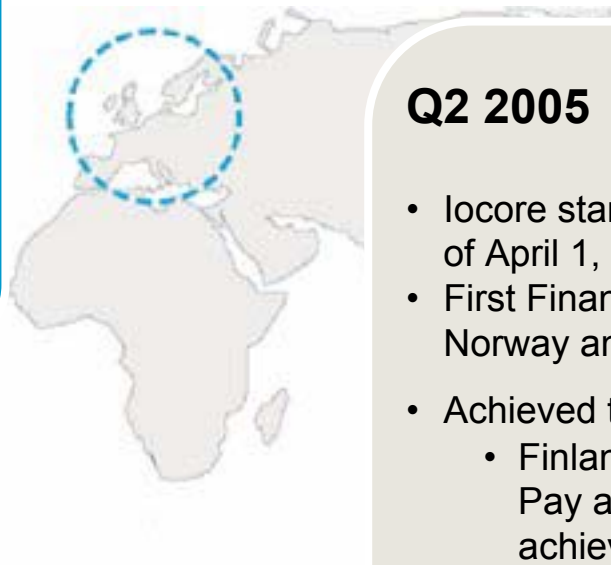 Q2 2005
• Iocore star
of April 1,
• First Finan
Norway an
• Achieved t
• Finlan
Pay a
achiev